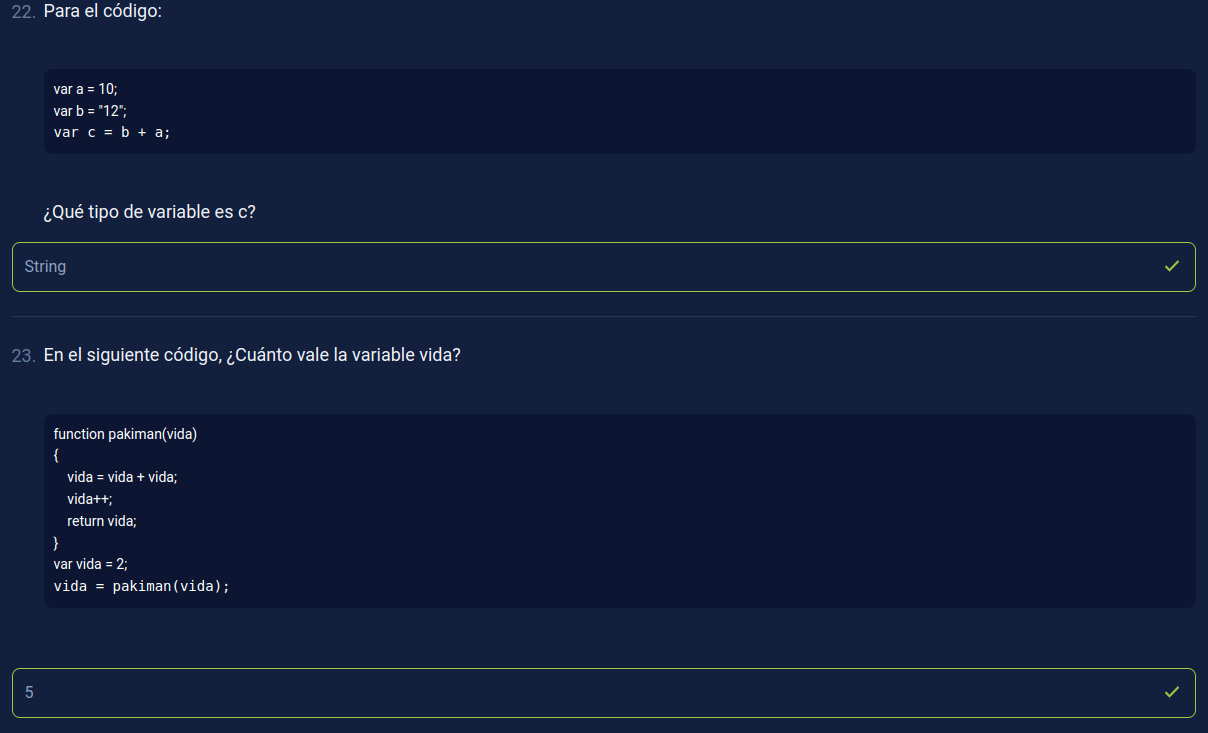 22. Para el código:
var a = 10;
var b = "12";
var c = b + a;
¿Qué tipo de variable es c?
String
23. En el siguiente código, ¿Cuánto vale la variable vida?
function pakiman(vida)
{
vida = vida + vida;
vida++;
return vida;
}
var vida = 2;
vida = pakiman(vida);
5